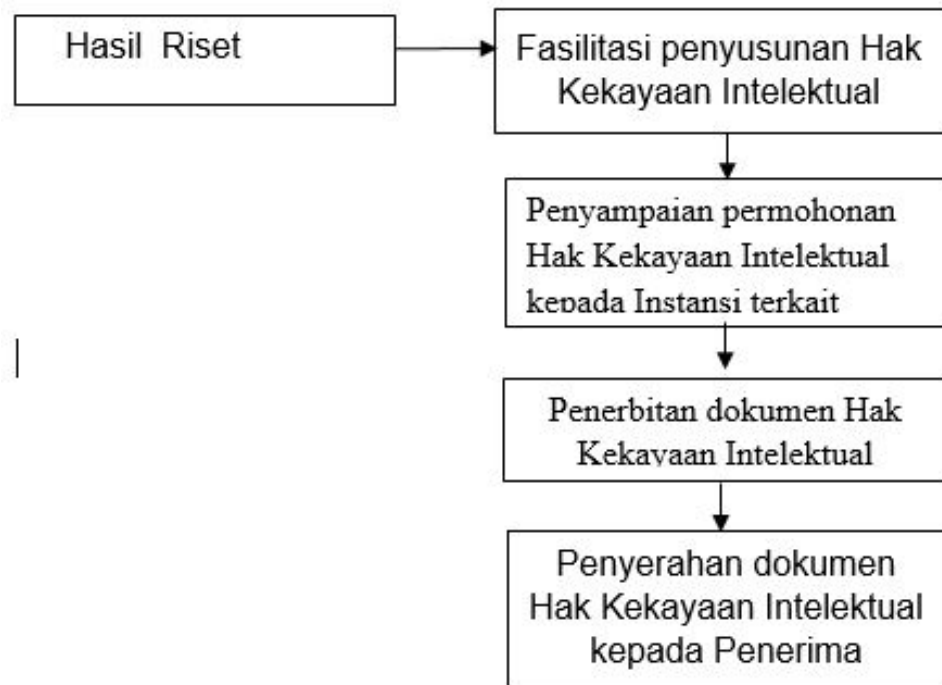 Hasil Riset
Fasilitasi penyusunan Hak
Kekayaan Intelektual
Penyampaian permohonan
Hak Kekayaan Intelektual
kepada Instansi terkait
Penerbitan dokumen Hak
Kekayaan Intelektual
Penyerahan dokumen
Hak Kekayaan Intelektual
kepada Penerima